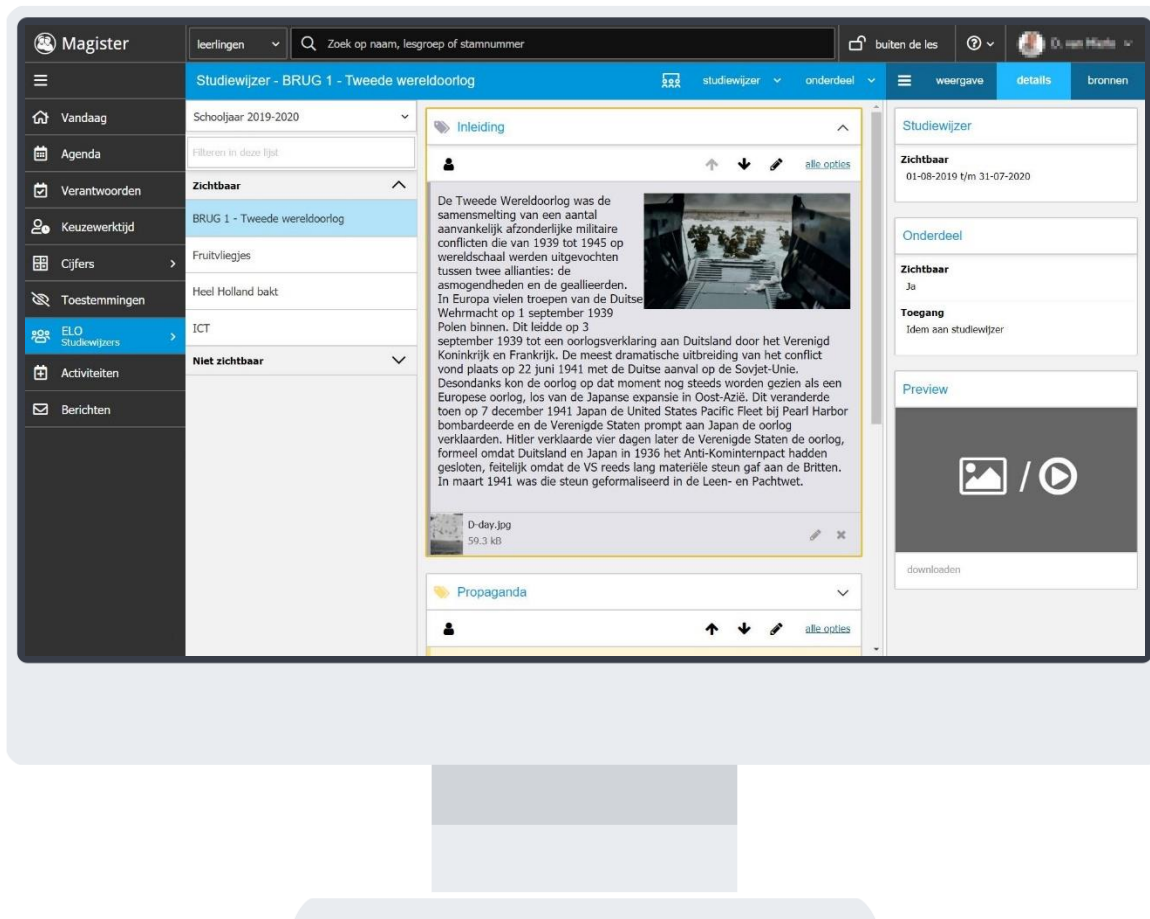 Magister
leerlingen
Zoek op naam, lesgroep of stamnummer
buiten de les
Studiewijzer - BRUG 1 - Tweede wereldoorlog
studiewijzer
onderdeel
weergave
details
bronnen
Vandaag
Agenda
Verantwoorden
Keuzewerktijd
Cijfers
Toestemmingen
ELO
Studiewijzers
Activiteiten
Berichten
Schooljaar 2019-2020
Filteren in deze lijst
Zichtbaar
BRUG 1 - Tweede wereldoorlog
Fruitvliegjes
Heel Holland bakt
ICT
Niet zichtbaar
Inleiding
alle opties
De Tweede Wereldoorlog was de
samensmelting van een aantal
aanvankelijk afzonderlijke militaire
conflicten die van 1939 tot 1945 op
wereldschaal werden uitgevochten
tussen twee allianties: de
asmogendheden en de geallieerden.
In Europa vielen troepen van de Duitse
Wehrmacht op 1 september 1939
Polen binnen. Dit leidde op 3
september 1939 tot een oorlogsverklaring aan Duitsland door het Verenigd
Koninkrijk en Frankrijk. De meest dramatische uitbreiding van het conflict
vond plaats op 22 juni 1941 met de Duitse aanval op de Sovjet-Unie.
Desondanks kon de oorlog op dat moment nog steeds worden gezien als een
Europese oorlog, los van de Japanse expansie in Oost-Azië. Dit veranderde
toen op 7 december 1941 Japan de United States Pacific Fleet bij Pearl Harbor
bombardeerde en de Verenigde Staten prompt aan Japan de oorlog
verklaarden. Hitler verklaarde vier dagen later de Verenigde Staten de oorlog,
formeel omdat Duitsland en Japan in 1936 het Anti-Kominternpact hadden
gesloten, feitelijk omdat de VS reeds lang materiële steun gaf aan de Britten.
In maart 1941 was die steun geformaliseerd in de Leen- en Pachtwet.
D-day.jpg
59.3 kB
Propaganda
alle opties
Studiewijzer
Zichtbaar
01-08-2019 t/m 31-07-2020
Onderdeel
Zichtbaar
Ja
Toegang
Idem aan studiewijzer
Preview
/
downloaden